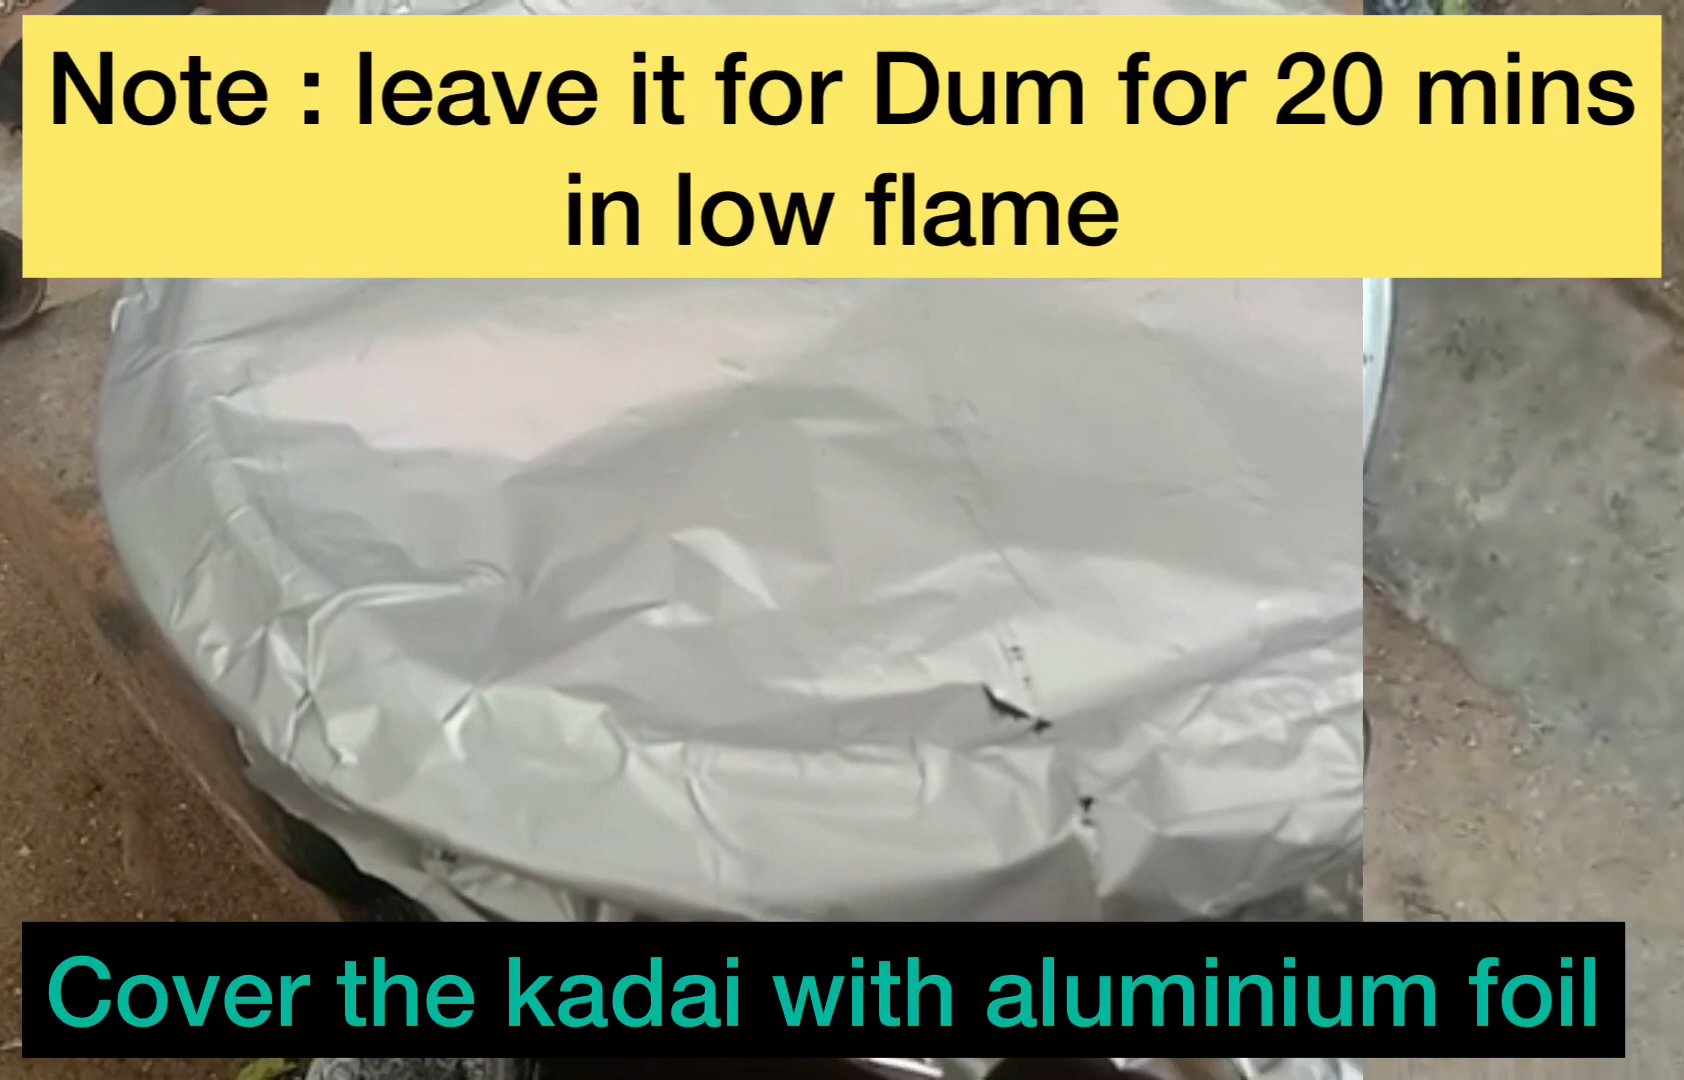 Note : leave it for Dum for 20 mins
in low flame
Cover the kadai with aluminium foil